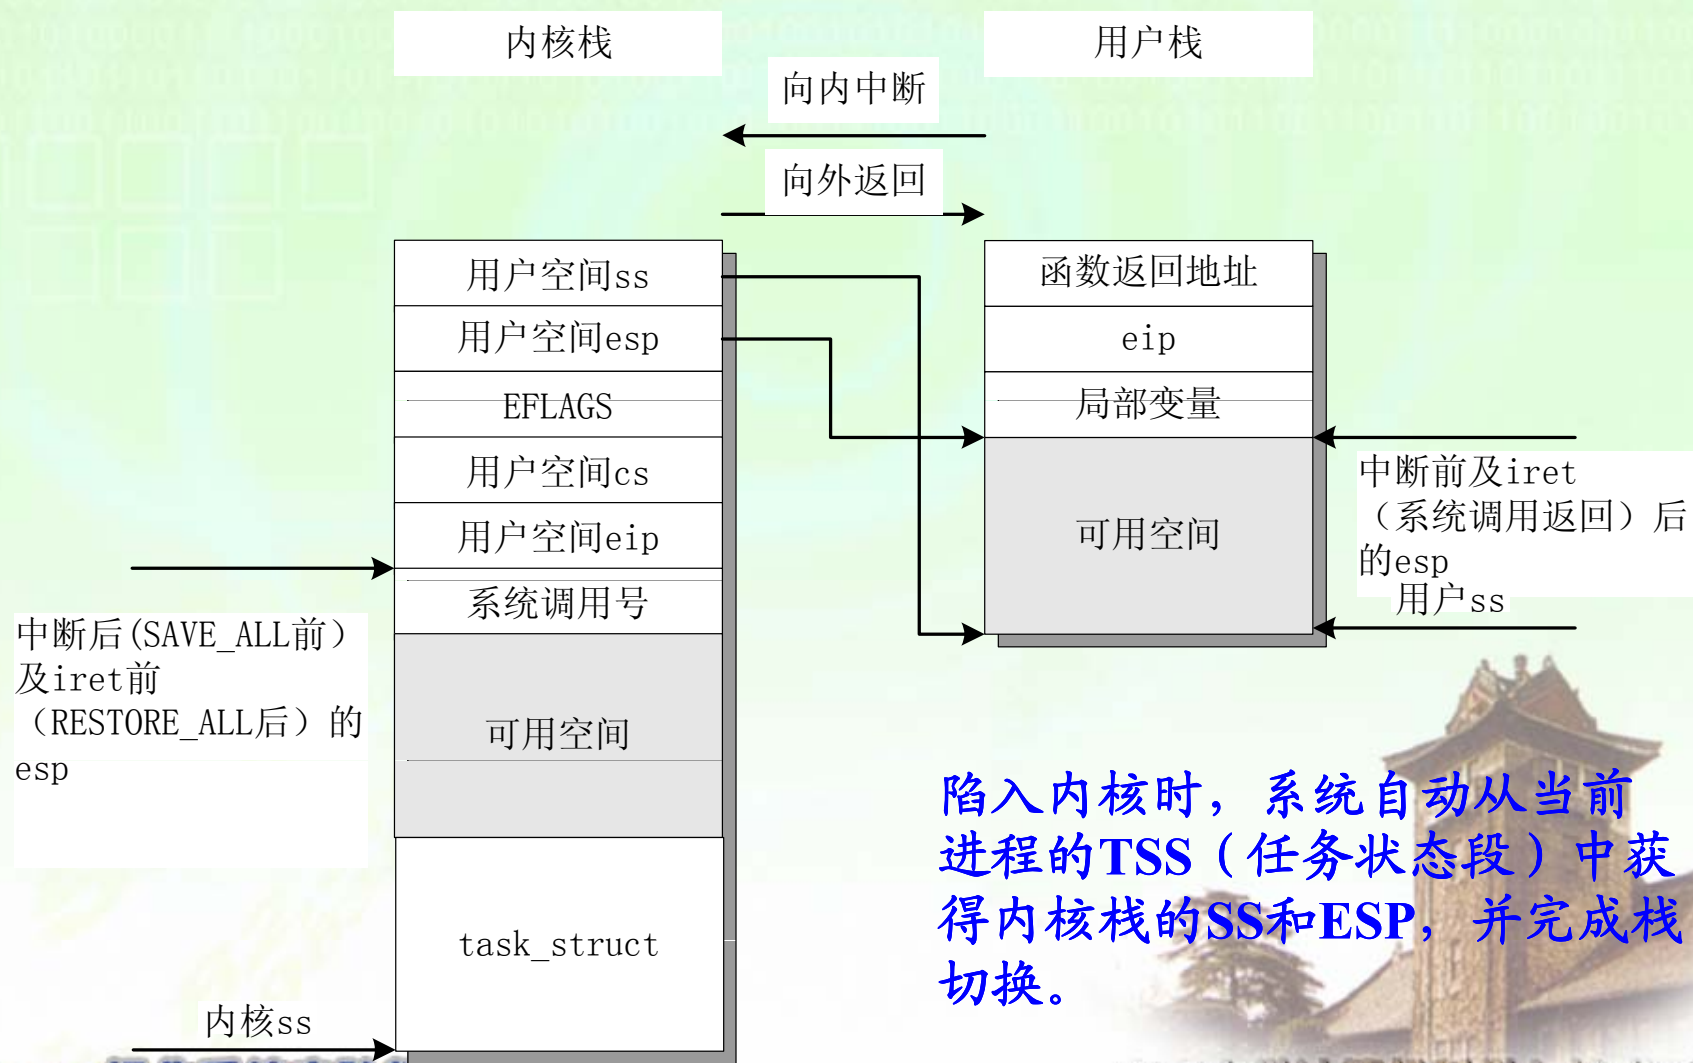 内核栈
用户栈
向内中断
向外返回
用户空间ss
用户空间esp
EFLAGS
用户空间cs
用户空间eip
系统调用号
可用空间
task_struct
函数返回地址
eip
局部变量
可用空间
中断后(SAVE_ALL前）
及iret前
（RESTORE_ALL后）的
esp
内核ss
中断前及iret
（系统调用返回）后
的esp
用户ss
陷入内核时，系统自动从当前
进程的TSS（任务状态段）中获
得内核栈的SS和ESP，并完成栈
切换。